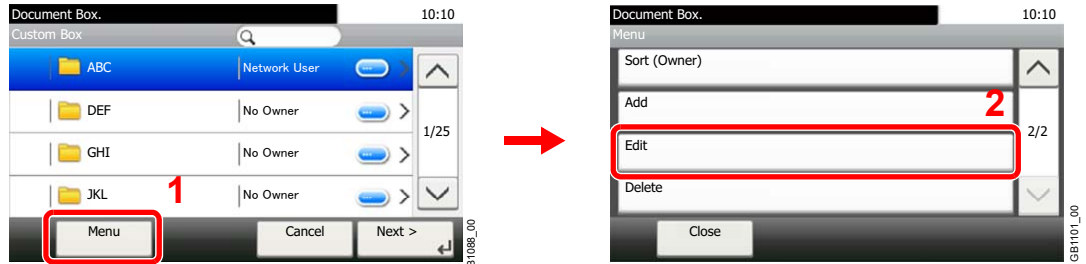 Document Box.
10:10
Custom Box
ABC
Network User
DEF
No Owner
1/25
GHI
No Owner
JKL
No Owner
1
Menu
Cancel
Next >
Document Box.
10:10
Menu
Sort (Owner)
Add
2
Edit
2/2
Delete
Close
GB1101_00